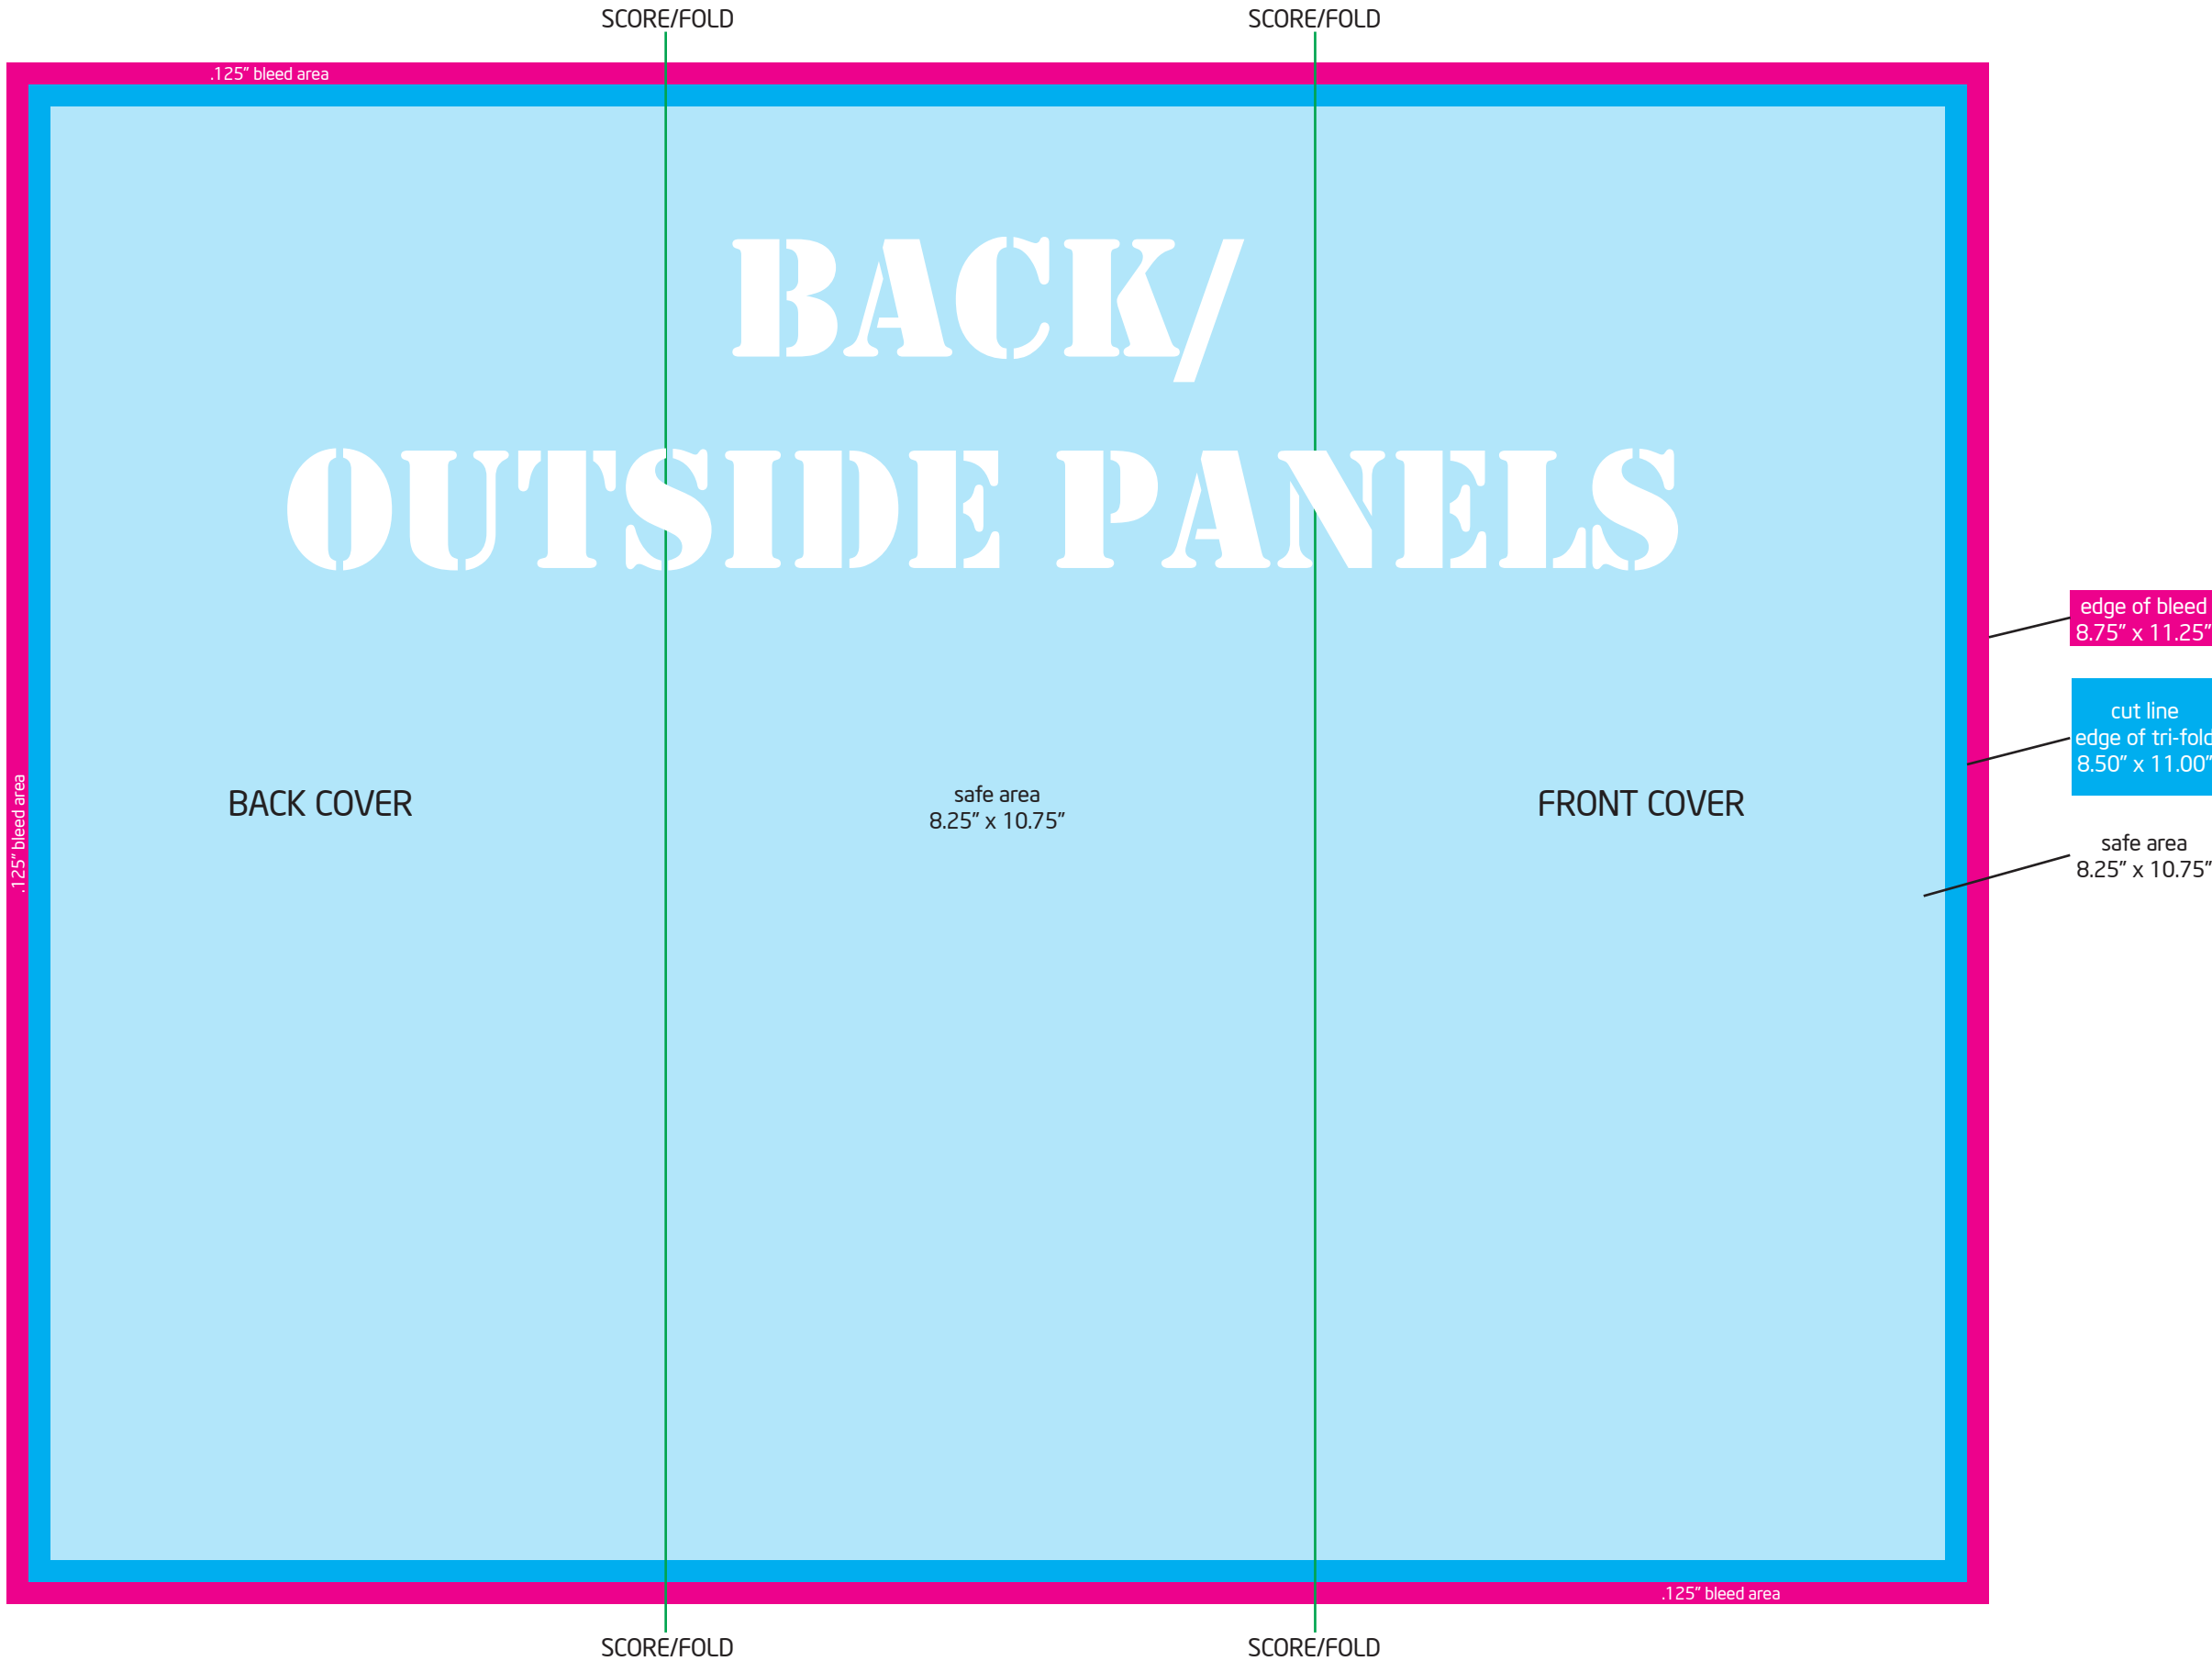 SCORE/FOLD
SCORE/FOLD
.125” bleed area
BACK/
OUTSIDE PANELS
edge of bleed
8.75” x 11.25”
cut line
edge of tri-fold
8.50” x 11.00”
.125” bleed area
BACK COVER
safe area
8.25” x 10.75”
FRONT COVER
safe area
8.25” x 10.75”
.125” bleed area
SCORE/FOLD
SCORE/FOLD